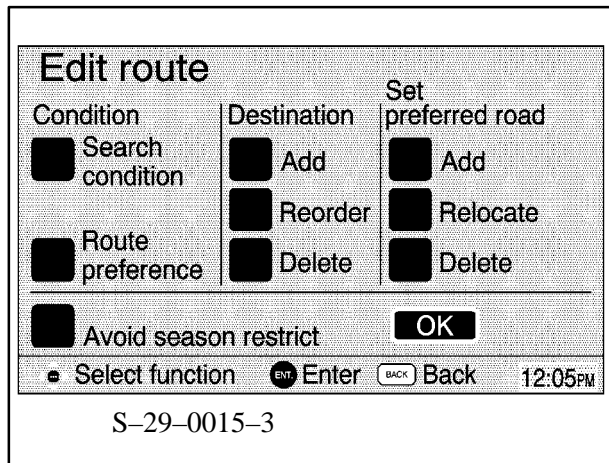 Edit route
Condition
Search
condition
Route
preference
Destination
Add
Reorder
Delete
Set
preferred road
Add
Relocate
Delete
Avoid season restrict
OK
Select function ENT. Enter BACK Back 12:05PM
S–29–0015–3